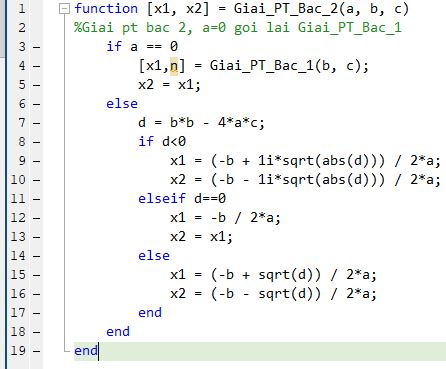 1 function [x1, x2] = Giai_PT_Bac_2(a, b, c)
2 %Giai pt bac 2, a=0 goi lai Giai_PT_Bac_1
3 – if a == 0
4 – [x1,n] = Giai_PT_Bac_1(b, c);
5 – x2 = x1;
6 – else
7 – d = b*b - 4*a*c;
8 – if d<0
9 – x1 = (-b + 1i*sqrt(abs(d))) / 2*a;
10 – x2 = (-b - 1i*sqrt(abs(d))) / 2*a;
11 – elseif d==0
12 – x1 = -b / 2*a;
13 – x2 = x1;
14 – else
15 – x1 = (-b + sqrt(d)) / 2*a;
16 – x2 = (-b - sqrt(d)) / 2*a;
17 – end
18 – end
19 – end